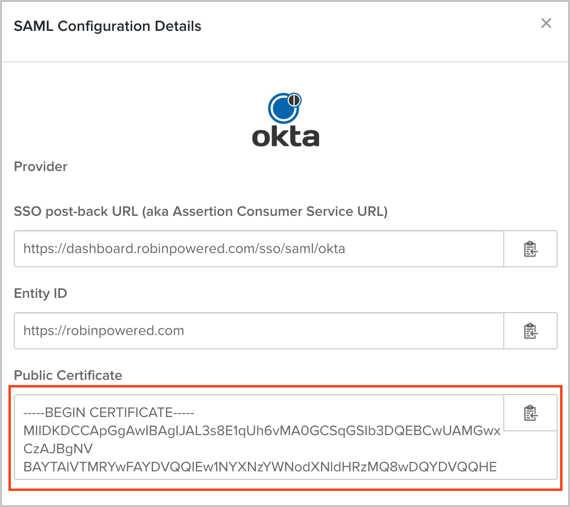 SAML Configuration Details
okta
Provider
SSO post-back URL (aka Assertion Consumer Service URL)
https://dashboard.robinpowered.com/sso/saml/okta
Entity ID
https://robinpowered.com
Public Certificate
-----BEGIN CERTIFICATE-----
MIIDKDCCApGgAwIBAgIJAL3s8E1qUh6vMA0GCSqGSIb3DQEBCwUAMGwx
CzAJBgNV
BAYTAlVTMRYwFAYDVQQIEw1NYXNzYWNodXNldHRzMQ8wDQYDVQQHE